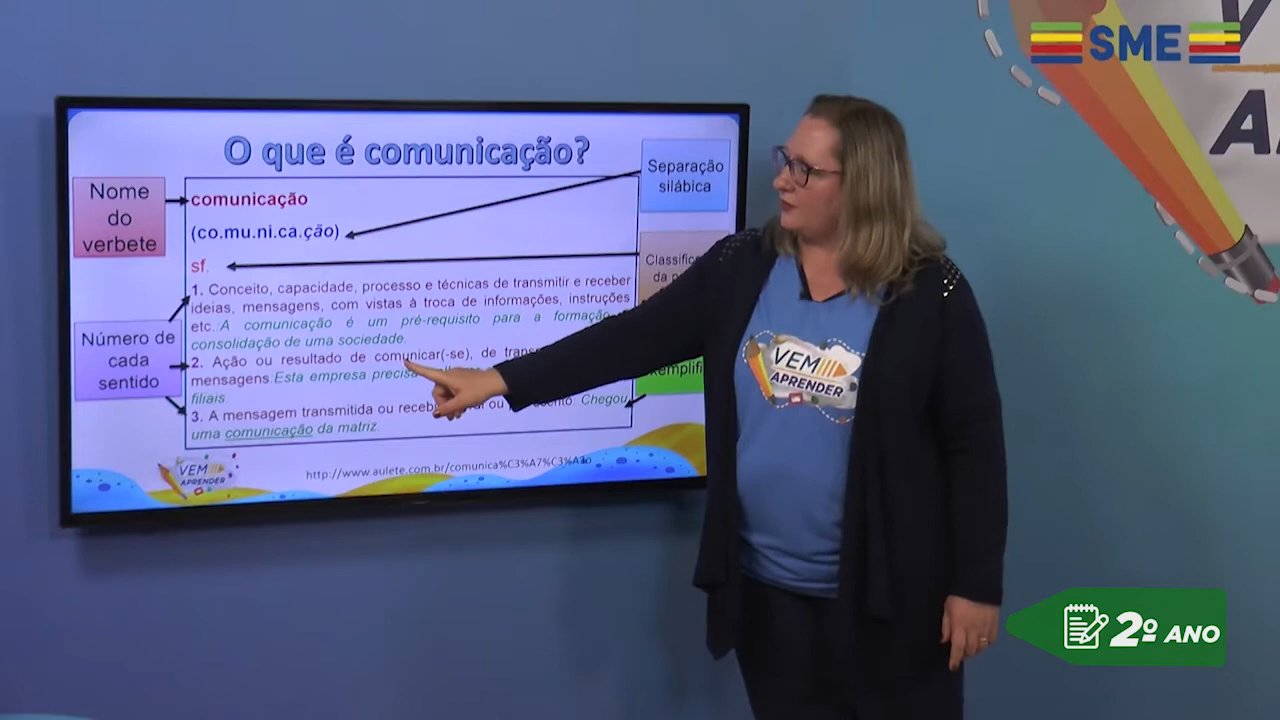 SME
O que é comunicação?
Nome
do
verbete
comunicação
Separação
silábica
(co.mu.ni.ca.ção)
sf.
Número de
cada
sentido
1. Conceito, capacidade, processo e técnicas de transmitir e receber
ideias, mensagens, com vistas à troca de informações, instruções
etc.:A comunicação é um pré-requisito para a formação
consolidação de uma sociedade.
2. Ação ou resultado de comunicar(-se), de
mensagens:Esta empresa precisa
filiais.
3. A mensagem transmitida ou ou Chegou
uma comunicação da matriz.
http://www.aulete.com.br/comunica%C3%A7%C3%A3o
VEM
APRENDER
VEM
APRENDER
2º ANO